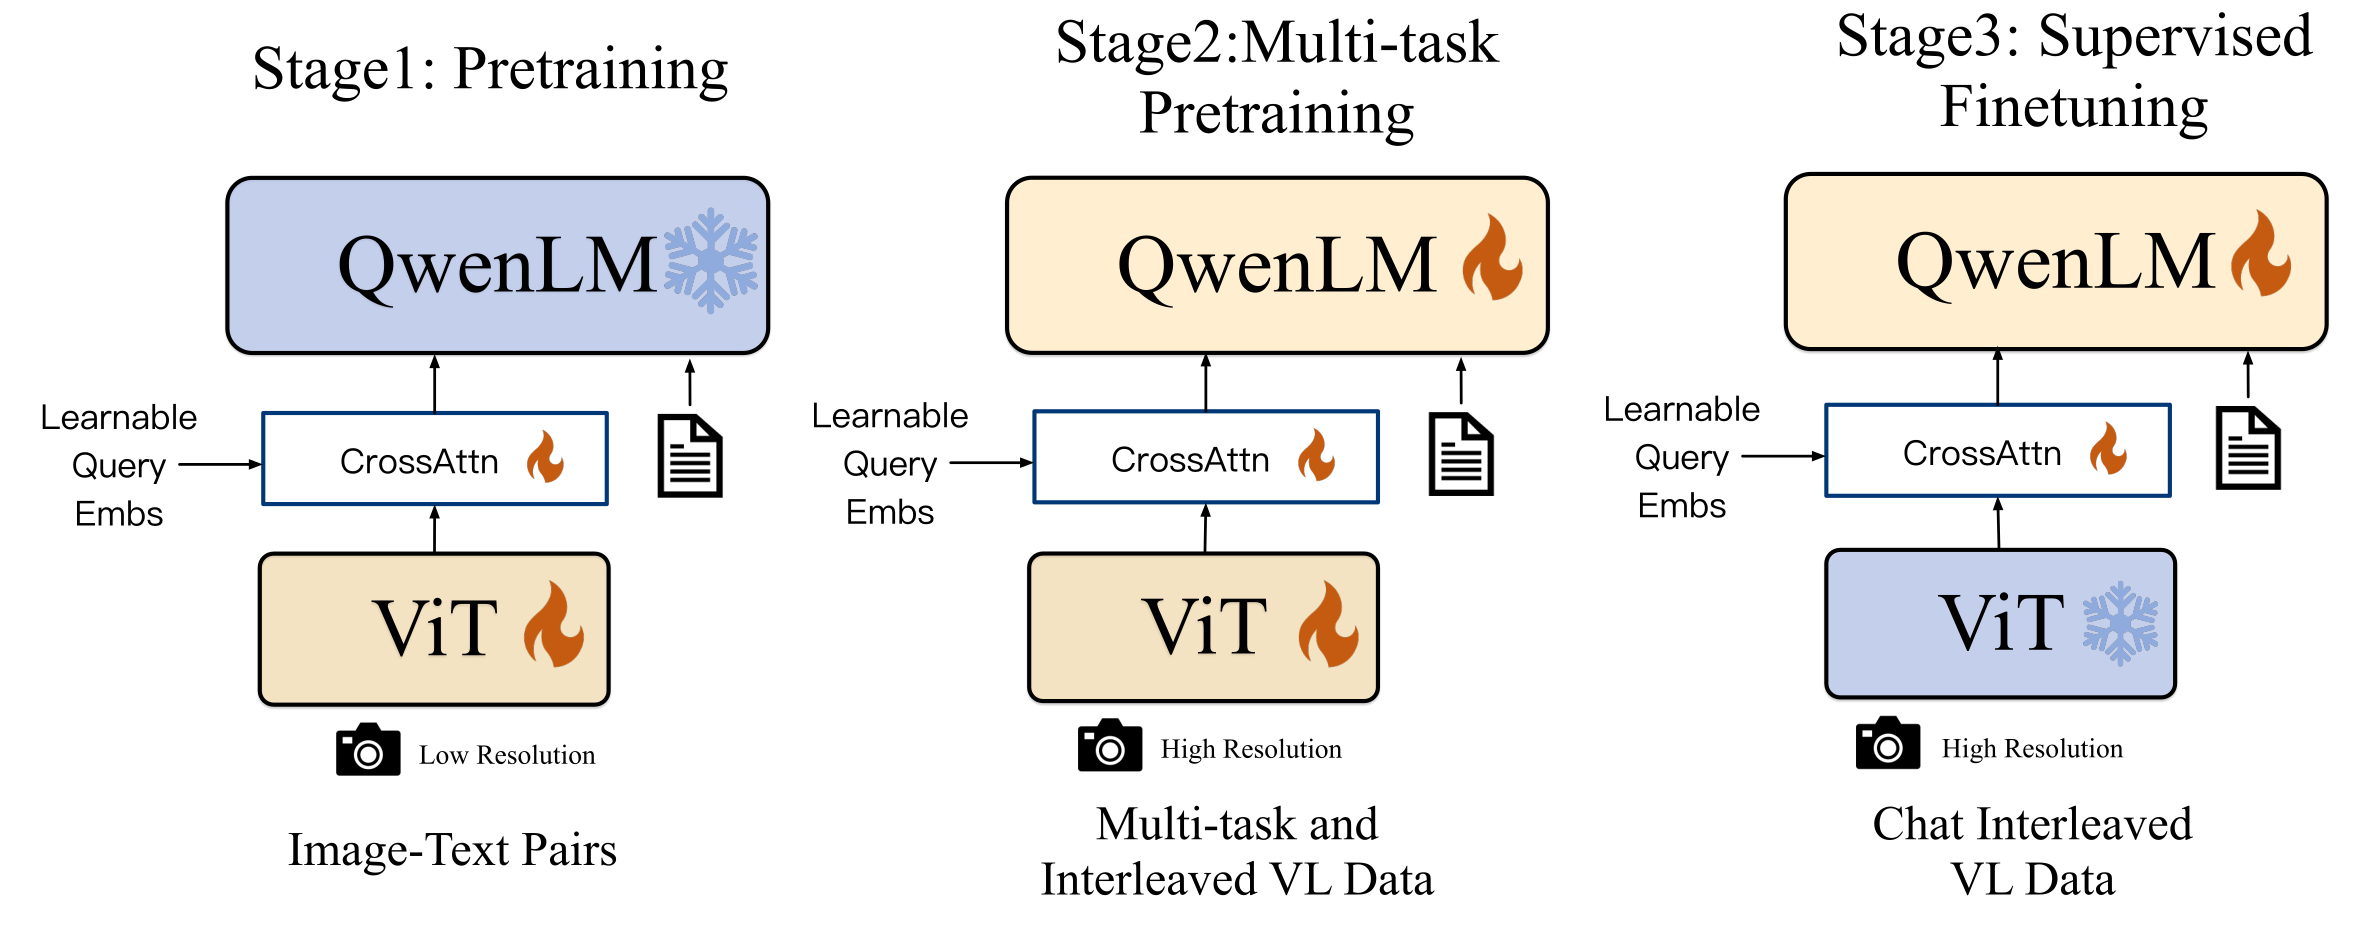 Stage1: Pretraining
QwenLM
Learnable
Query
Embs
CrossAttn
ViT
Low Resolution
Image-Text Pairs
Stage2:Multi-task
Pretraining
QwenLM
Learnable
Query
Embs
CrossAttn
ViT
High Resolution
Multi-task and
Interleaved VL Data
Stage3: Supervised
Finetuning
QwenLM
Learnable
Query
Embs
CrossAttn
ViT
High Resolution
Chat Interleaved
VL Data